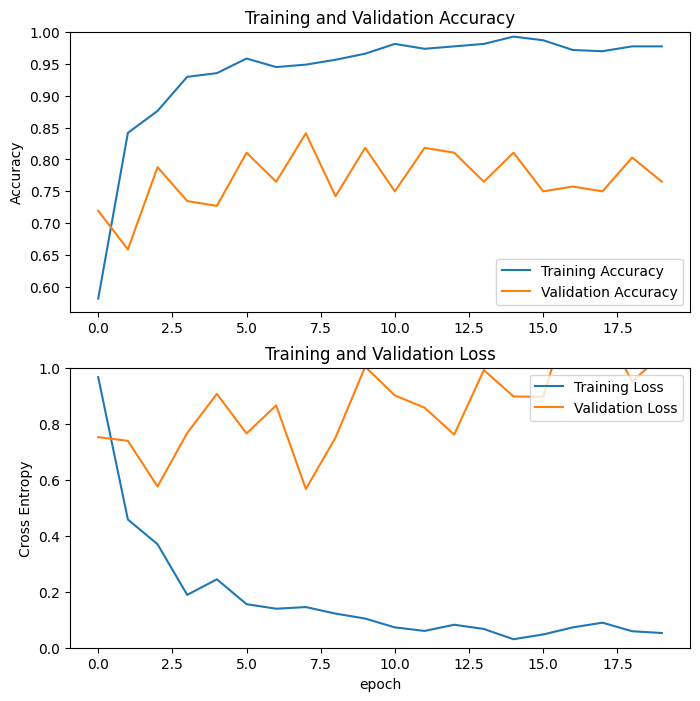 Training and Validation Accuracy
Accuracy
1.00
0.95
0.90
0.85
0.80
0.75
0.70
0.65
0.60
Training Accuracy
Validation Accuracy
0.0 2.5 5.0 7.5 10.0 12.5 15.0 17.5
Training and Validation Loss
Cross Entropy
1.0
0.8
0.6
0.4
0.2
0.0
Training Loss
Validation Loss
0.0 2.5 5.0 7.5 10.0 12.5 15.0 17.5
epoch